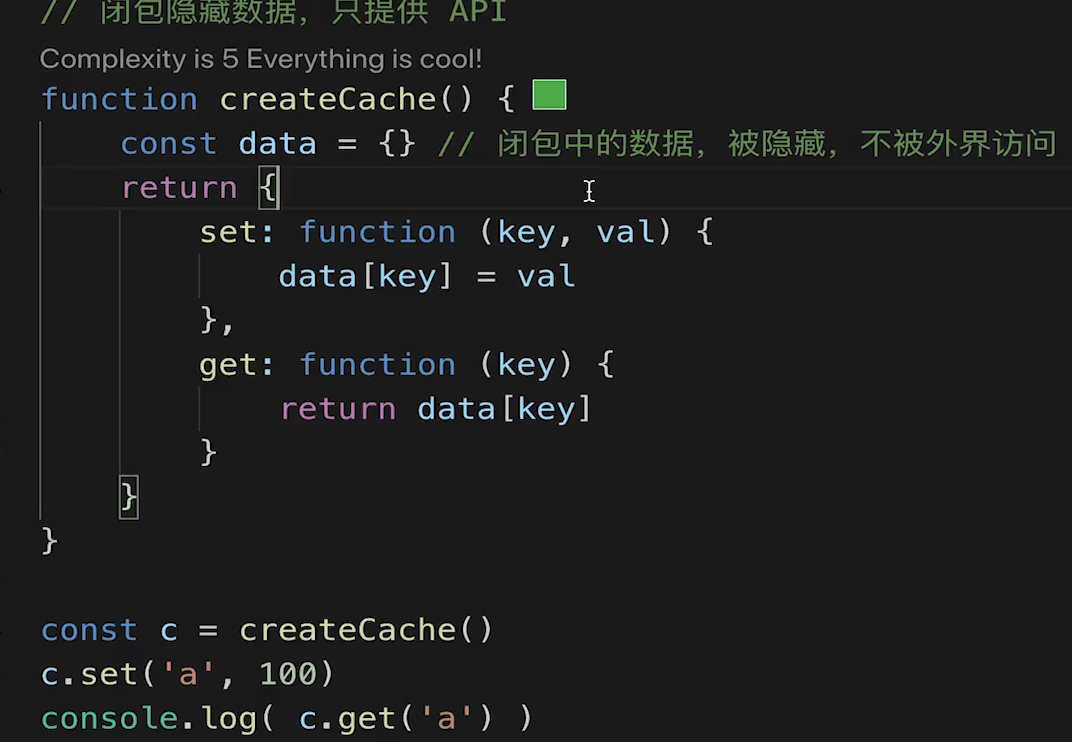 // 闭包隐藏数据，只提供 API
Complexity is 5 Everything is cool!
function createCache() {
const data = {} // 闭包中的数据，被隐藏，不被外界访问
return {
set: function (key, val) {
data[key] = val
},
get: function (key) {
return data[key]
}
}
}
const c = createCache()
c.set('a', 100)
console.log( c.get('a') )